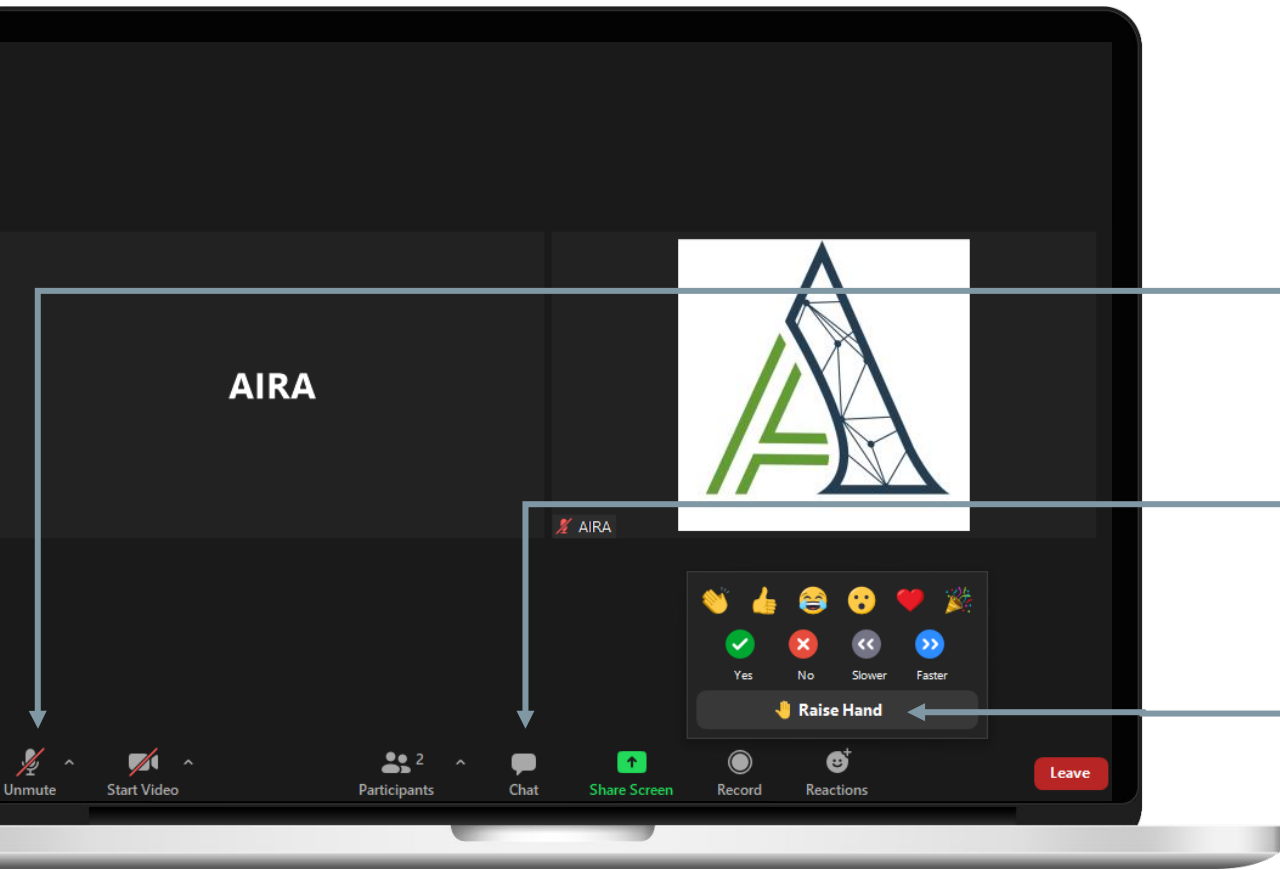 AIRA
AIRA
Yes No Slower Faster
Raise Hand
Unmute Start Video Participants 2 Chat Share Screen Record Reactions Leave